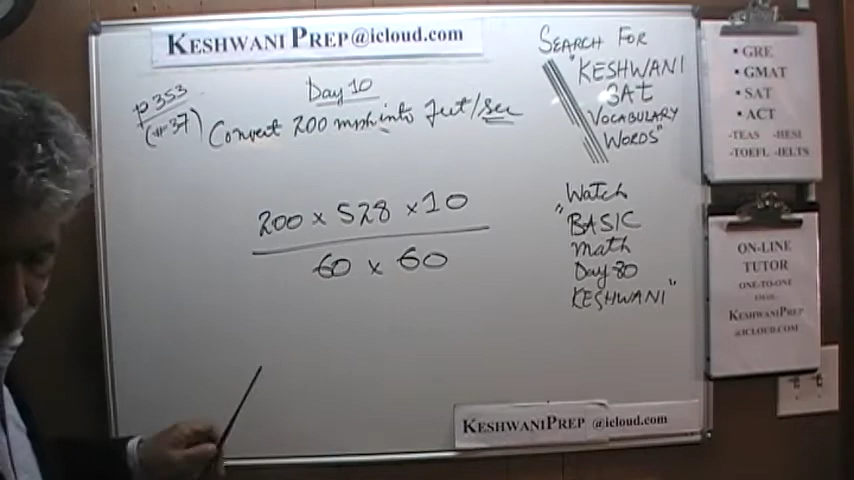 KESHWANI PREP@icloud.com
Day 10
p 353
(# 37)
Convert 200 mph into feet/sec
200 x 528 x 10
60 x 60
SEARCH FOR
"KESHWANI
SAT
VOCABULARY
WORDS"
Watch
"BASIC
math
Day 80
KESHWANI"
• GRE
• GMAT
• SAT
• ACT
-TEAS -HESI
-TOEFL -IELTS
ON-LINE
TUTOR
ONE-TO-ONE
EMAIL
KESHWANIPREP
@ICLOUD.COM
KESHWANIPREP @icloud.com